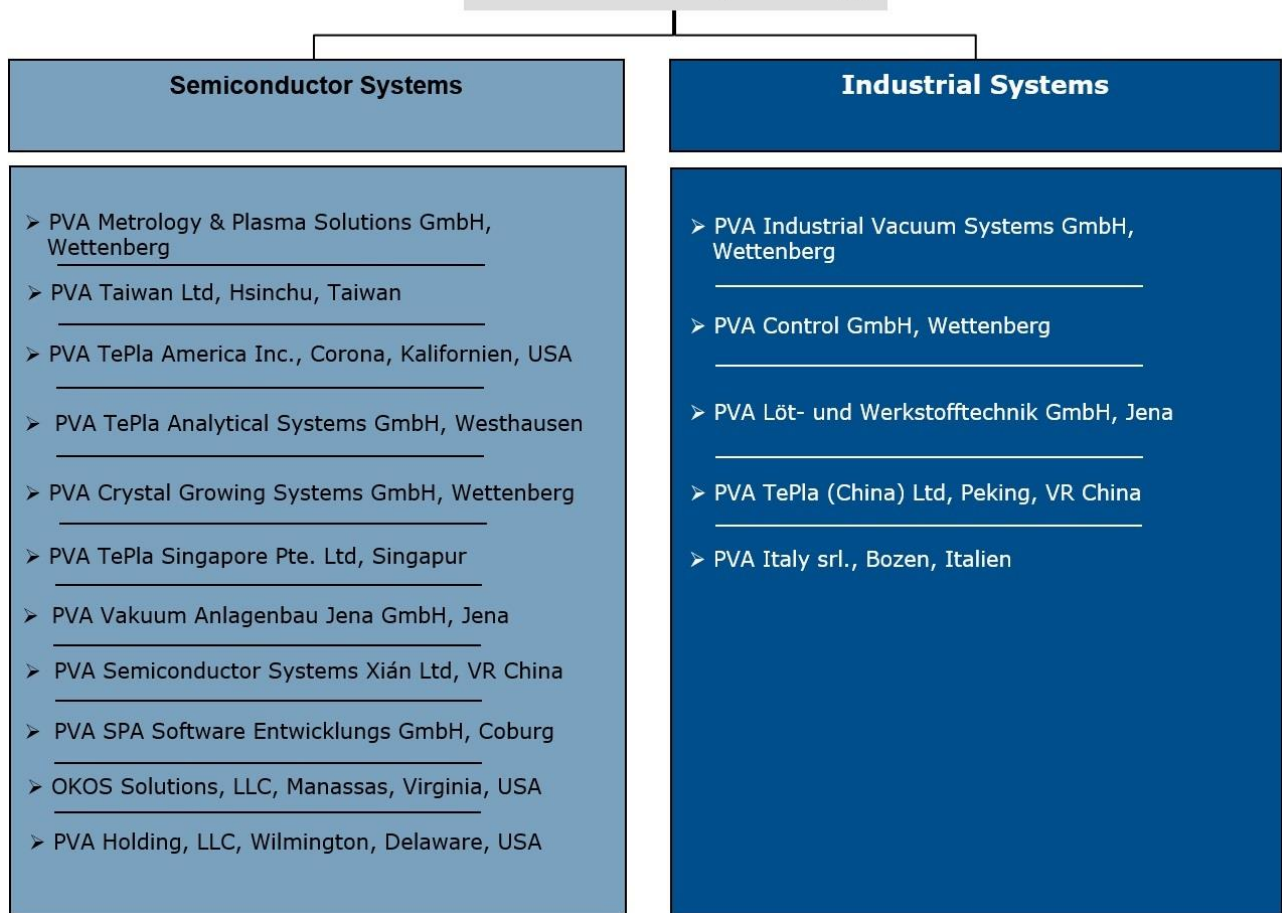 Semiconductor Systems
➢ PVA Metrology & Plasma Solutions GmbH,
Wettenberg
➢ PVA Taiwan Ltd, Hsinchu, Taiwan
➢ PVA TePla America Inc., Corona, Kalifornien, USA
➢ PVA TePla Analytical Systems GmbH, Westhausen
➢ PVA Crystal Growing Systems GmbH, Wettenberg
➢ PVA TePla Singapore Pte. Ltd, Singapur
➢ PVA Vakuum Anlagenbau Jena GmbH, Jena
➢ PVA Semiconductor Systems Xián Ltd, VR China
➢ PVA SPA Software Entwicklungs GmbH, Coburg
➢ OKOS Solutions, LLC, Manassas, Virginia, USA
➢ PVA Holding, LLC, Wilmington, Delaware, USA
Industrial Systems
➢ PVA Industrial Vacuum Systems GmbH,
Wettenberg
➢ PVA Control GmbH, Wettenberg
➢ PVA Löt- und Werkstofftechnik GmbH, Jena
➢ PVA TePla (China) Ltd, Peking, VR China
➢ PVA Italy srl., Bozen, Italien